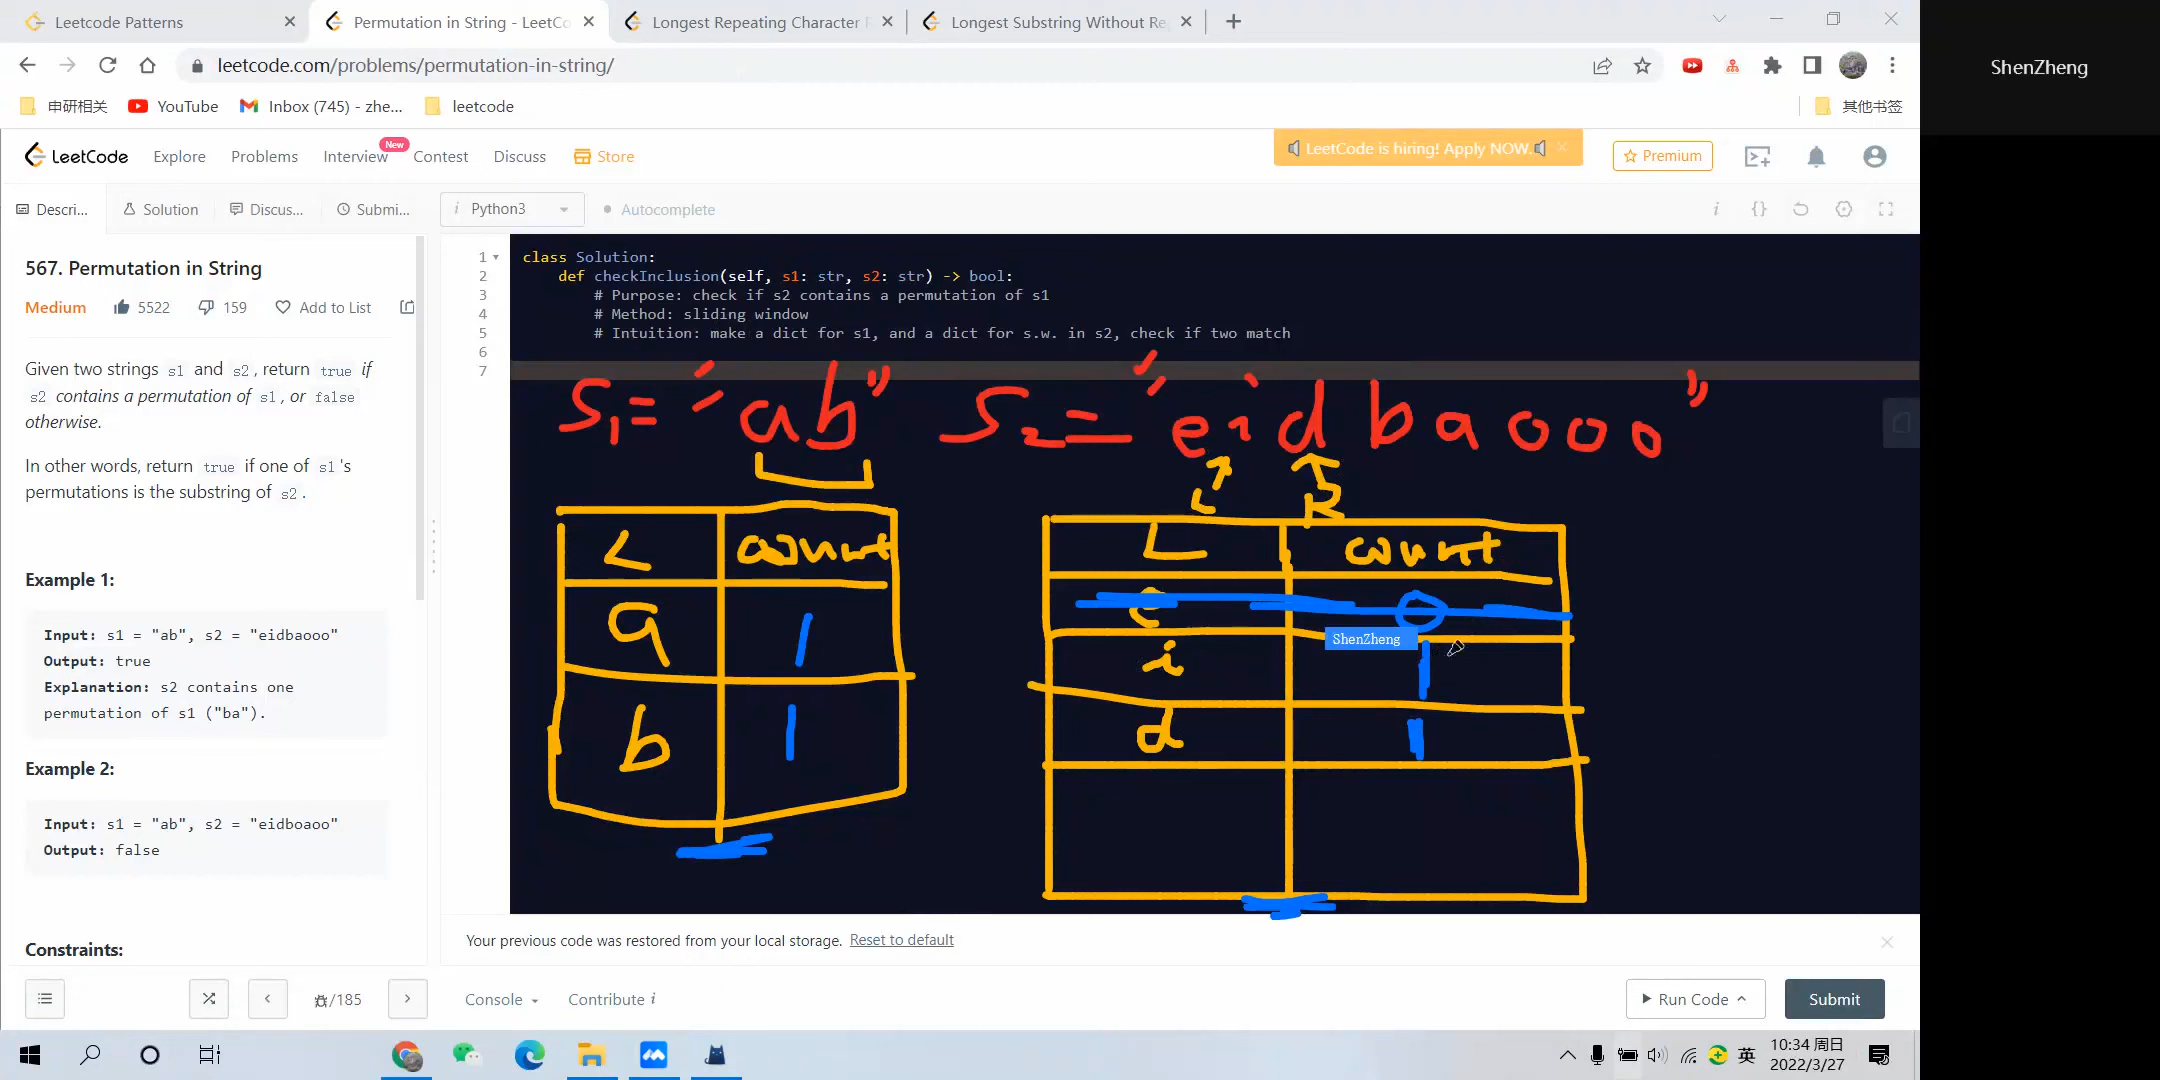 Leetcode Patterns
Permutation in String - LeetCo
Longest Repeating Character R
Longest Substring Without Re
leetcode.com/problems/permutation-in-string/
申研相关
YouTube
Inbox (745) - zhe...
leetcode
其他书签
ShenZheng
LeetCode
Explore
Problems
Interview
New
Contest
Discuss
Store
LeetCode is hiring! Apply NOW.
Premium
Descri...
Solution
Discus...
Submi...
i Python3
Autocomplete
i {}
567. Permutation in String
Medium 5522 159 Add to List
Given two strings s1 and s2, return true if
s2 contains a permutation of s1, or false
otherwise.
In other words, return true if one of s1's
permutations is the substring of s2.
Example 1:
Input: s1 = "ab", s2 = "eidbaooo"
Output: true
Explanation: s2 contains one
permutation of s1 ("ba").
Example 2:
Input: s1 = "ab", s2 = "eidboaoo"
Output: false
Constraints:
1 class Solution:
2 def checkInclusion(self, s1: str, s2: str) -> bool:
3 # Purpose: check if s2 contains a permutation of s1
4 # Method: sliding window
5 # Intuition: make a dict for s1, and a dict for s.w. in s2, check if two match
6
7
S1 = "ab" S2 = "eidbaooo"
L R
L count
a 1
b 1
L count
e 0
ShenZheng
i 1
d 1
Your previous code was restored from your local storage. Reset to default
/185
Console
Contribute i
Run Code
Submit
英
10:34 周日
2022/3/27